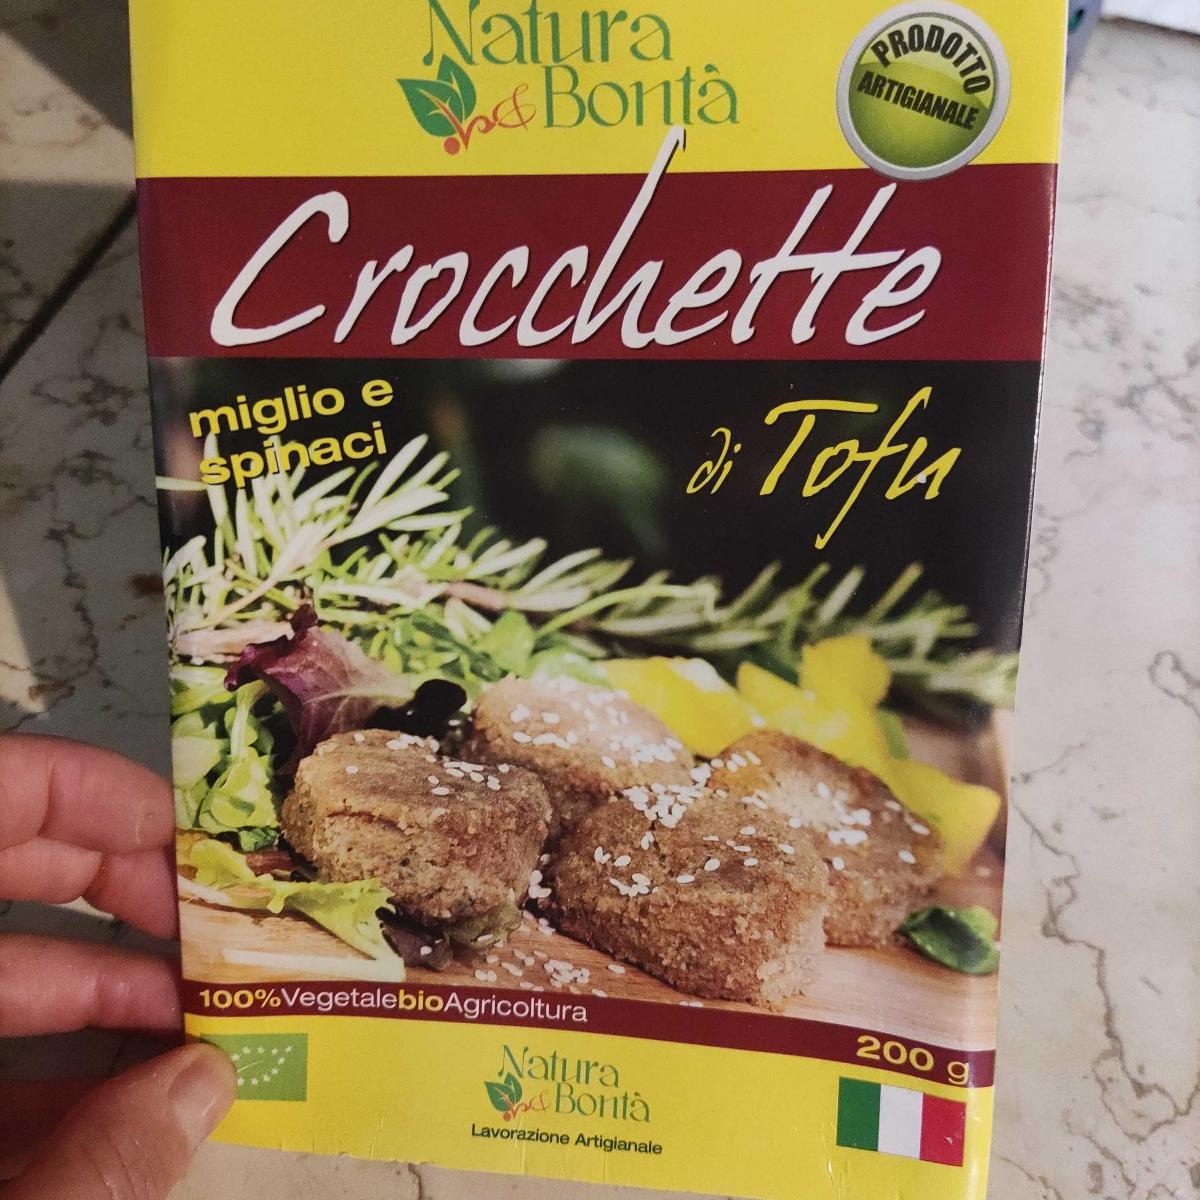 Natura
& Bontà
PRODOTTO
ARTIGIANALE
Crocchette
miglio e
spinaci
di Tofu
100%VegetalebioAgricoltura
200 g
Natura
& Bontà
Lavorazione Artigianale